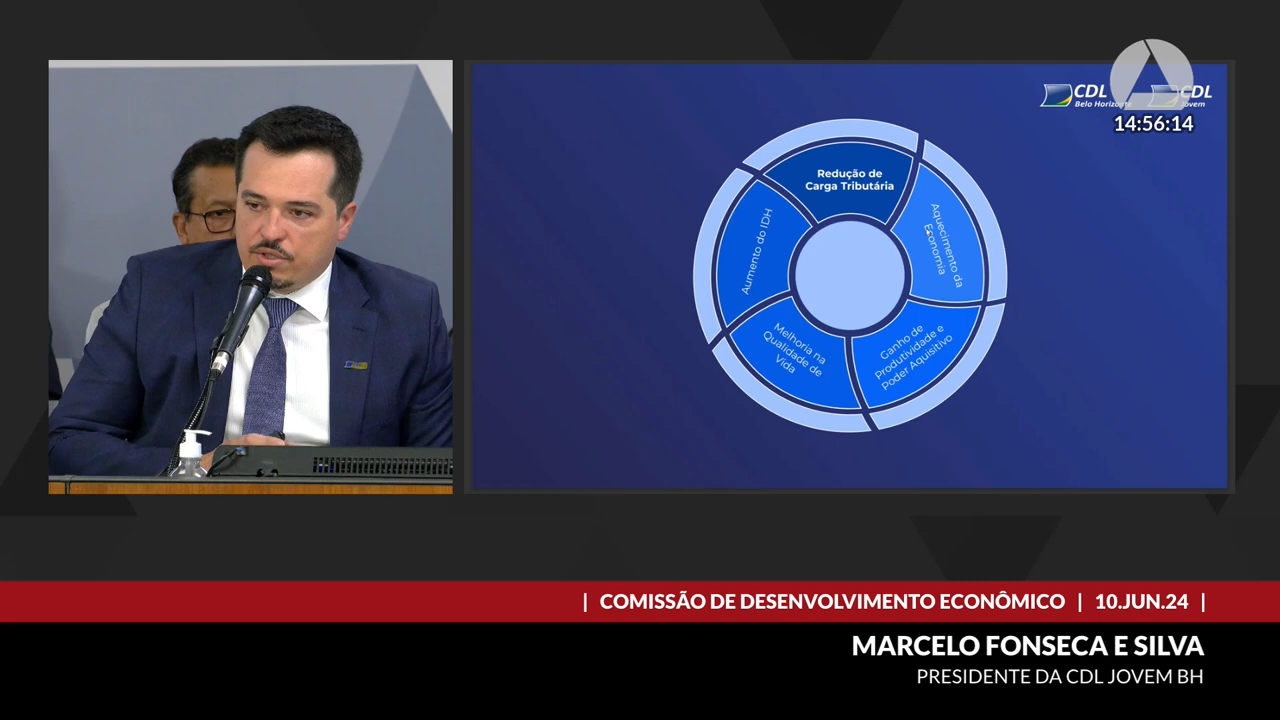 CDL
Belo Horizonte
CDL
Jovem
14:56:14
Redução de
Carga Tributária
Aquecimento da
Economia
Ganho de
Produtividade e
Poder Aquisitivo
Melhoria na
Qualidade de
Vida
Aumento do IDH
| COMISSÃO DE DESENVOLVIMENTO ECONÔMICO | 10.JUN.24 |
MARCELO FONSECA E SILVA
PRESIDENTE DA CDL JOVEM BH